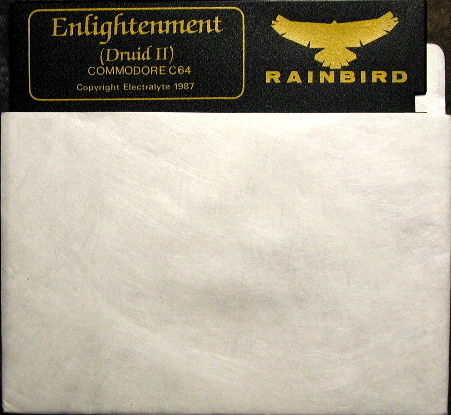 Enlightenment
(Druid II)
COMMODORE C64
Copyright Electralyte 1987
RAINBIRD